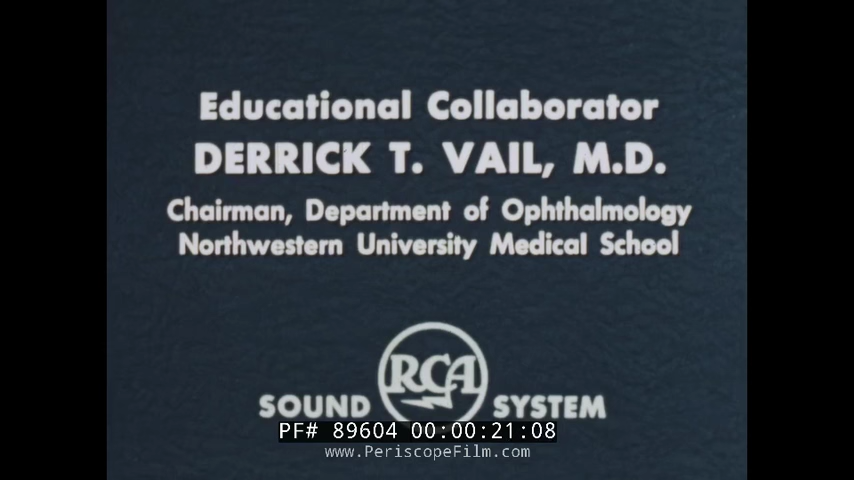 Educational Collaborator
DERRICK T. VAIL, M.D.
Chairman, Department of Ophthalmology
Northwestern University Medical School
RCA
SOUND SYSTEM
PF# 89604 00:00:21:08
www.PeriscopeFilm.com